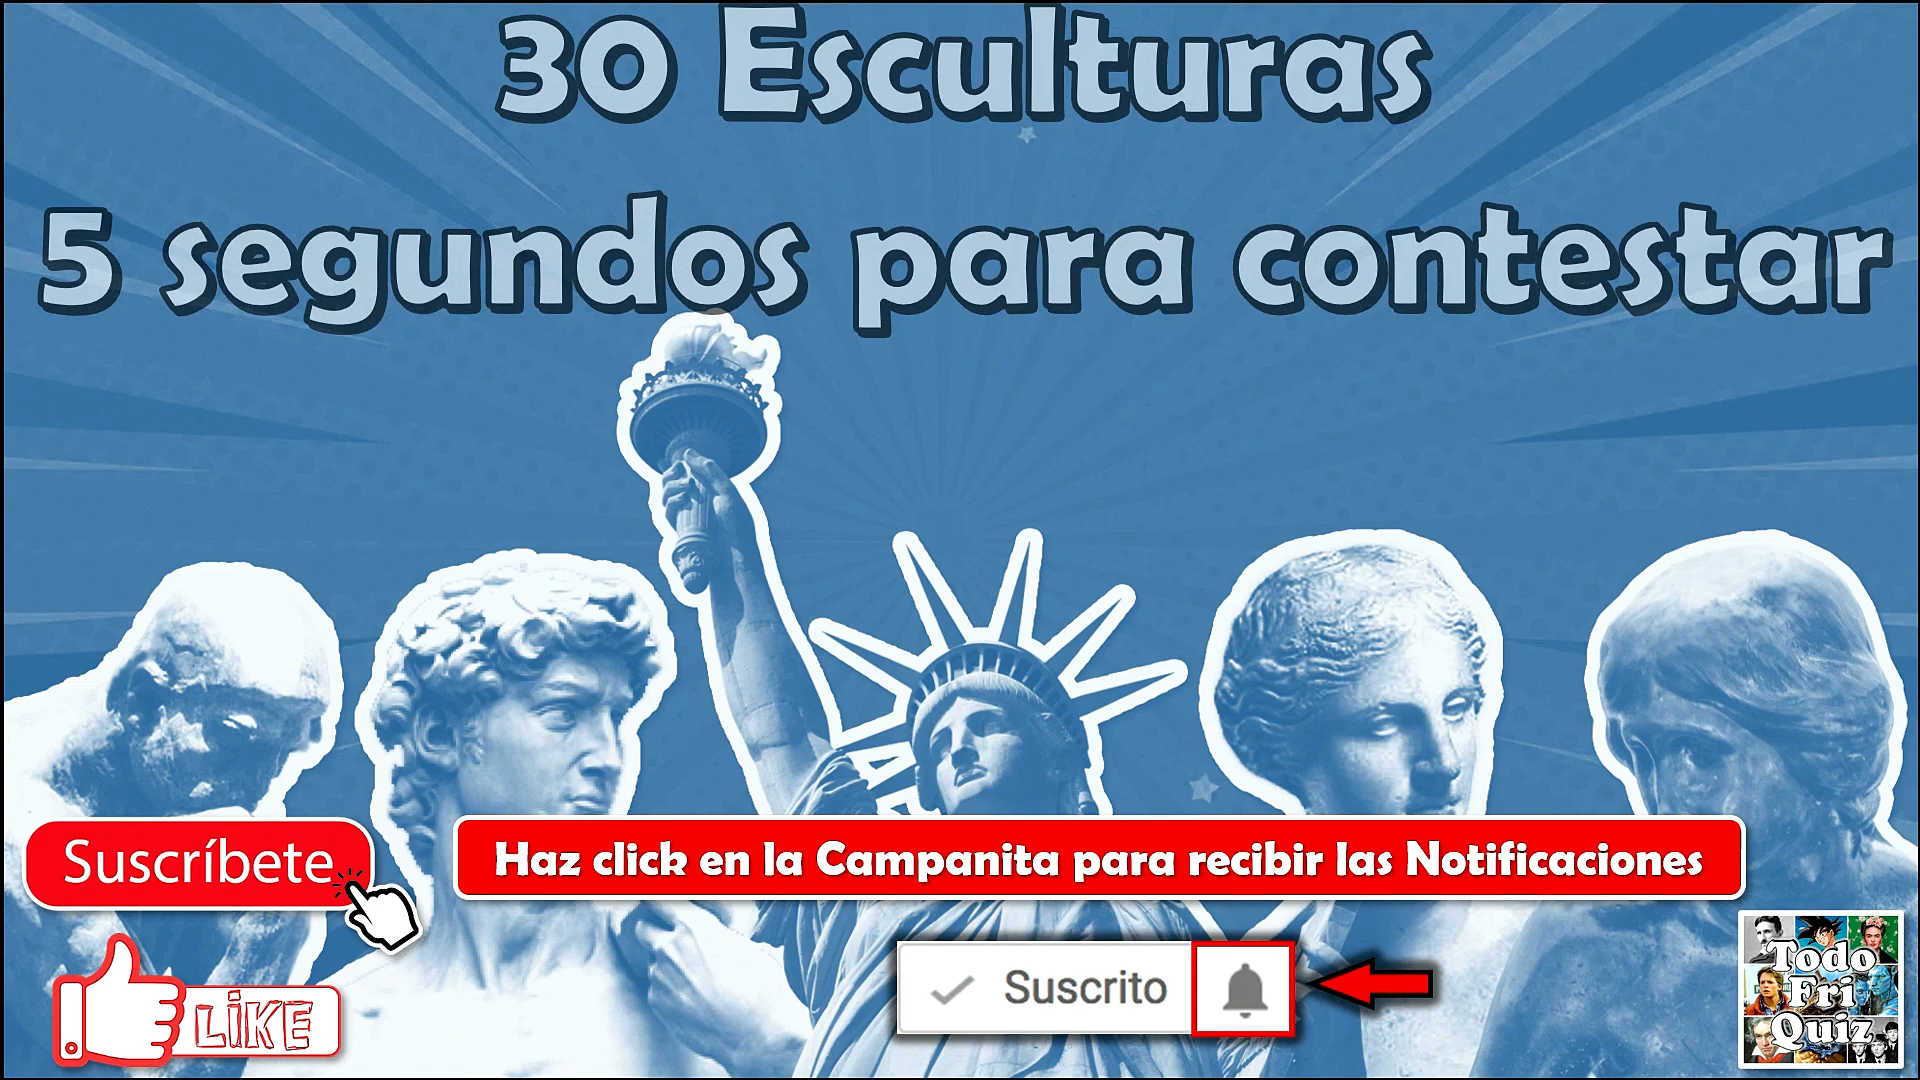 30 Esculturas
5 segundos para contestar
Suscríbete
Haz click en la Campanita para recibir las Notificaciones
LIKE
Suscrito
Todo
Fri
Quiz